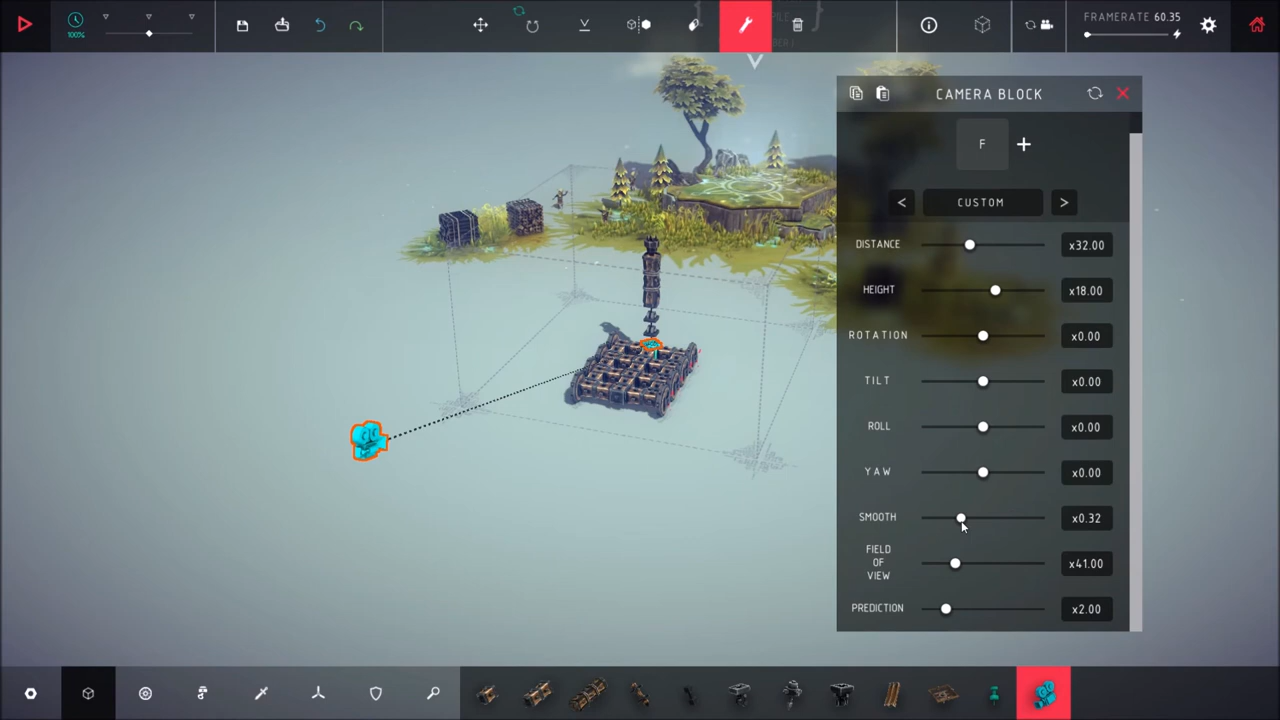 FRAMERATE 60.35
100%
CAMERA BLOCK
F +
< CUSTOM >
DISTANCE x32.00
HEIGHT x18.00
ROTATION x0.00
TILT x0.00
ROLL x0.00
YAW x0.00
SMOOTH x0.32
FIELD
OF
VIEW
x41.00
PREDICTION x2.00